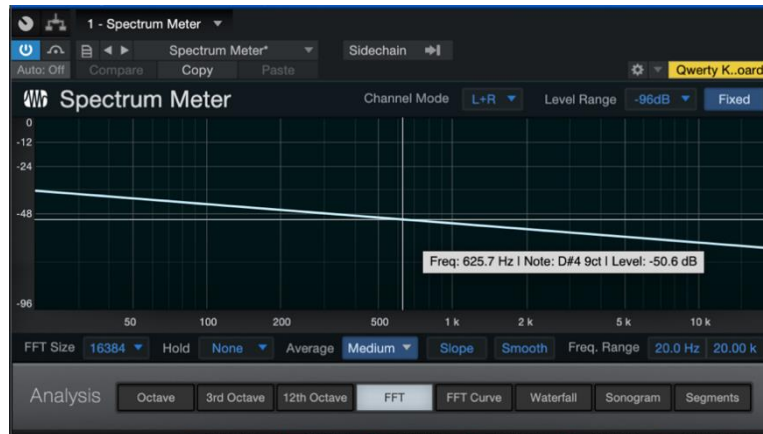 1 - Spectrum Meter
Spectrum Meter* Sidechain
Auto: Off Compare Copy Paste Qwerty K..oard
Spectrum Meter Channel Mode L+R Level Range -96dB Fixed
0
-12
-24
-48
Freq: 625.7 Hz I Note: D#4 9ct I Level: -50.6 dB
-96
50 100 200 500 1 k 2 k 5 k 10 k
FFT Size 16384 Hold None Average Medium Slope Smooth Freq. Range 20.0 Hz 20.00 k
Analysis Octave 3rd Octave 12th Octave FFT FFT Curve Waterfall Sonogram Segments